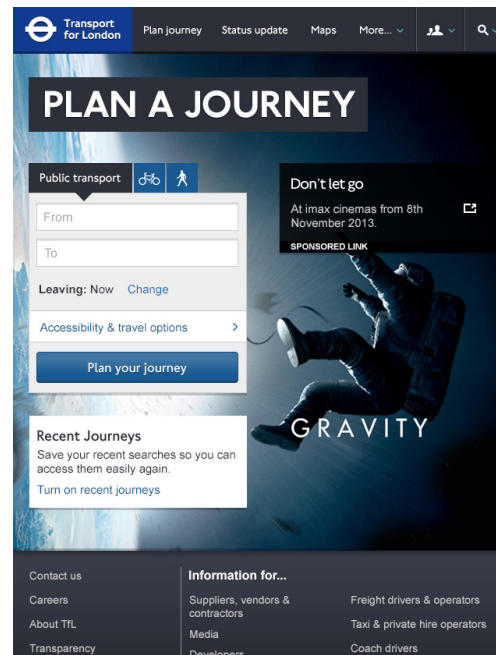 Transport
for London
Plan journey
Status update
Maps
More...
PLAN A JOURNEY
Public transport
From
To
Leaving: Now Change
Accessibility & travel options
Plan your journey
Don't let go
At imax cinemas from 8th
November 2013.
SPONSORED LINK
GRAVITY
Recent Journeys
Save your recent searches so you can
access them easily again.
Turn on recent journeys
Contact us
Careers
About TfL
Transparency
Information for...
Suppliers, vendors &
contractors
Media
Developers
Freight drivers & operators
Taxi & private hire operators
Coach drivers